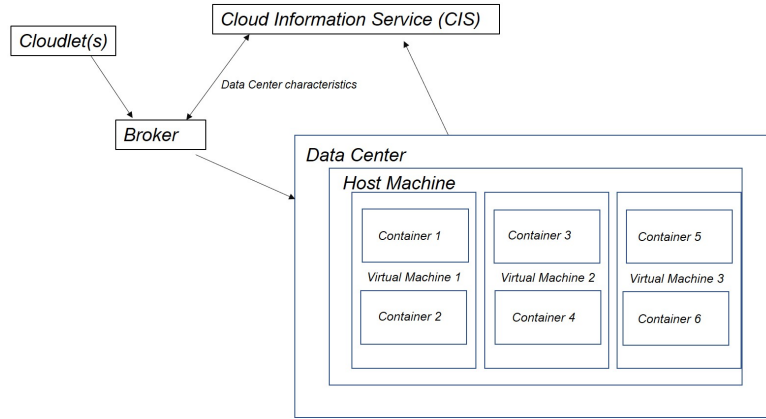 Cloud Information Service (CIS)
Cloudlet(s)
Data Center characteristics
Broker
Data Center
Host Machine
Container 1
Container 3
Container 5
Virtual Machine 1
Virtual Machine 2
Virtual Machine 3
Container 2
Container 4
Container 6